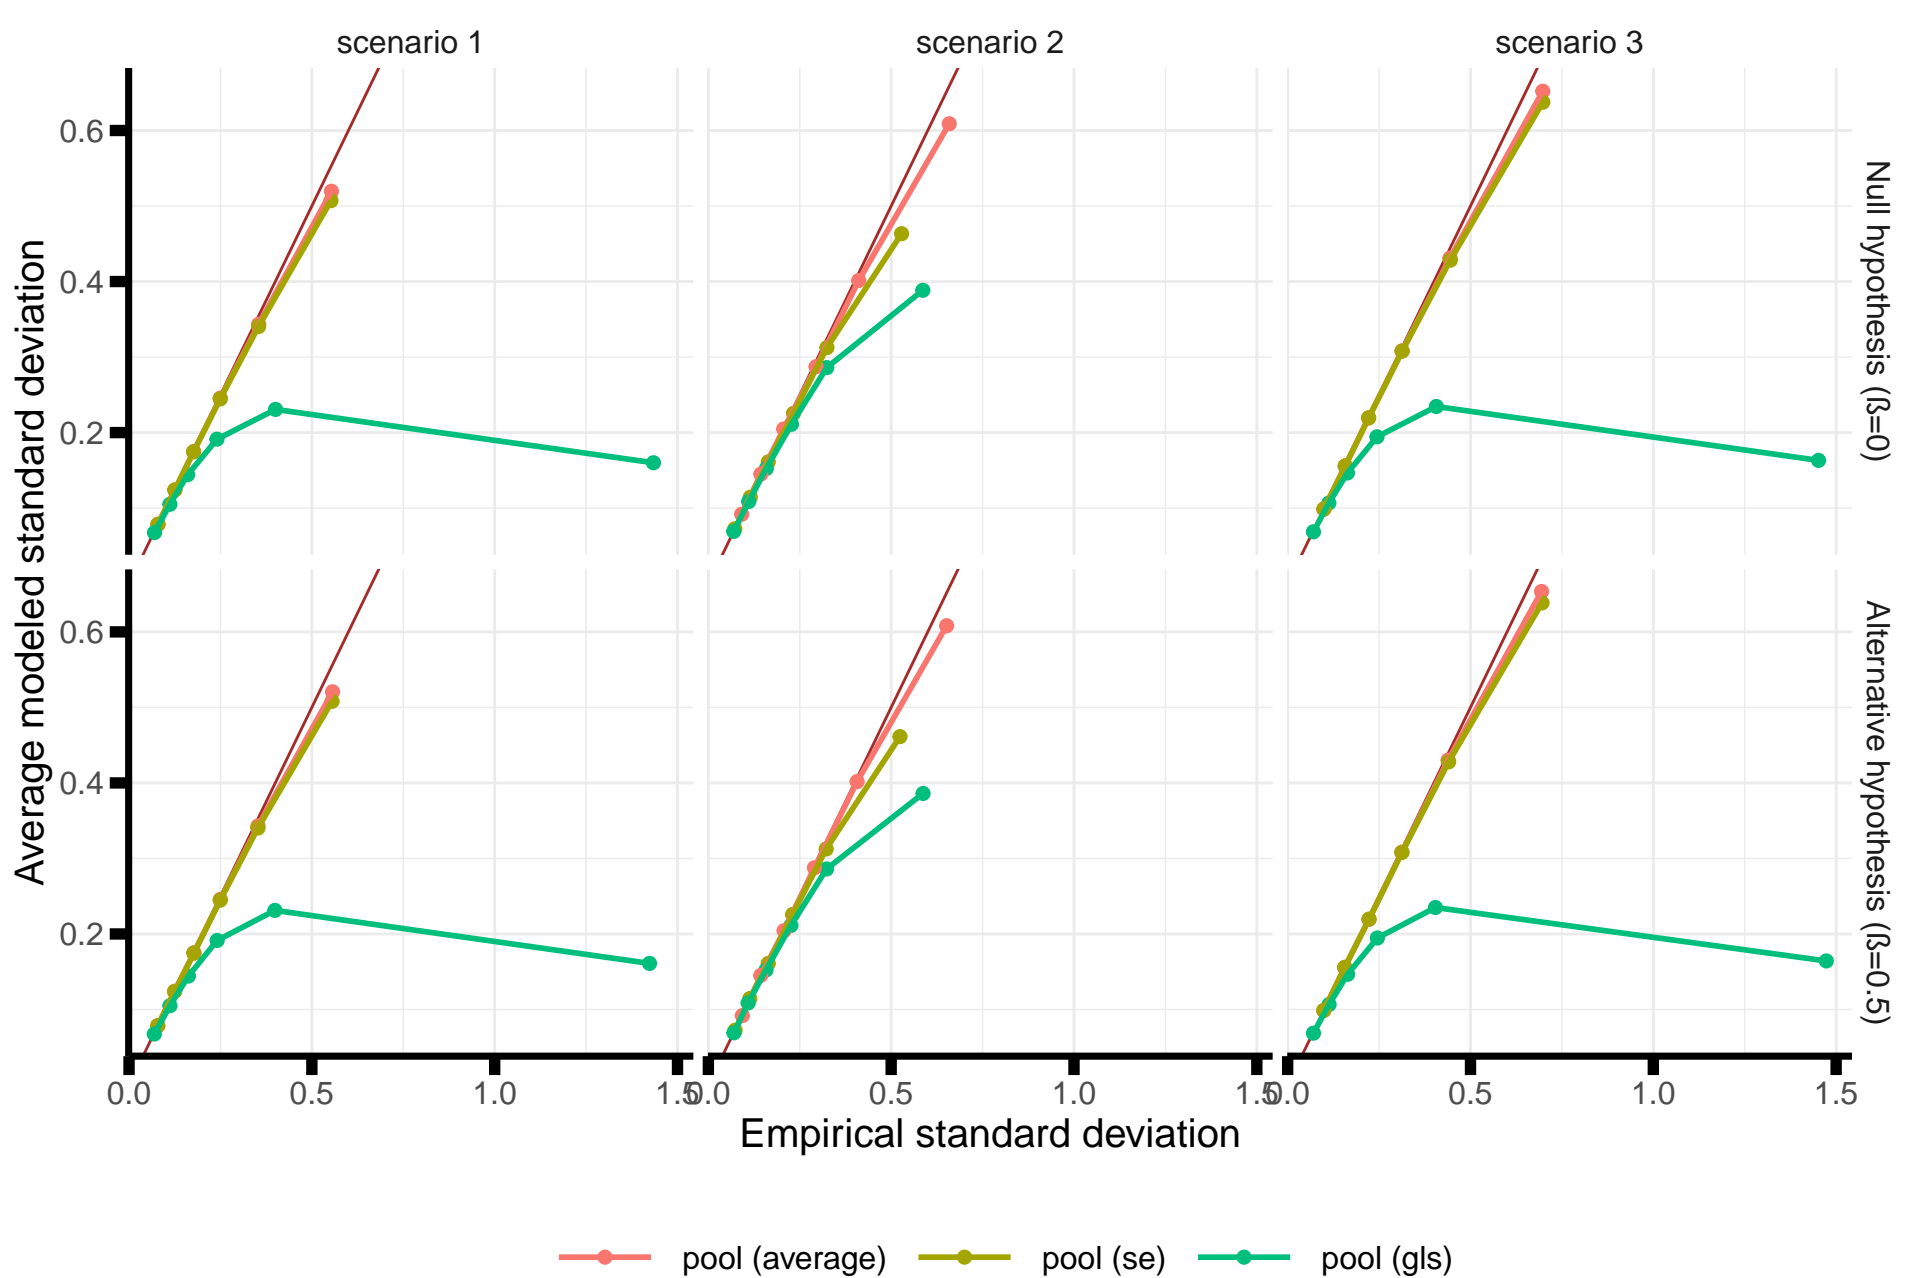 scenario 1
scenario 2
scenario 3
Average modeled standard deviation
0.6
0.4
0.2
Null hypothesis (ß=0)
0.6
0.4
0.2
Alternative hypothesis (ß=0.5)
0.0 0.5 1.0 1.5
0.0 0.5 1.0 1.5
0.0 0.5 1.0 1.5
Empirical standard deviation
pool (average) pool (se) pool (gls)